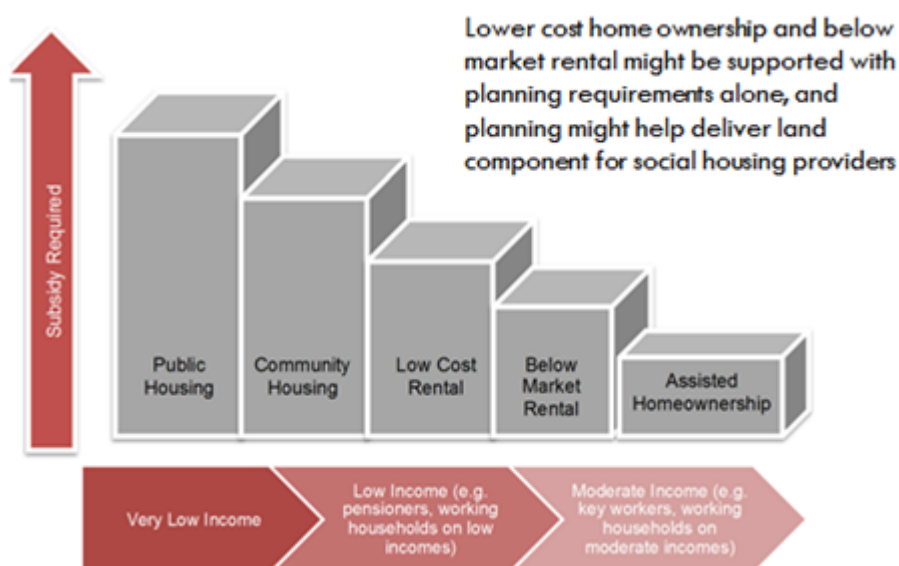 Lower cost home ownership and below
market rental might be supported with
planning requirements alone, and
planning might help deliver land
component for social housing providers
Subsidy Required
Public
Housing
Community
Housing
Low Cost
Rental
Below
Market
Rental
Assisted
Homeownership
Very Low Income
Low Income (e.g.
pensioners, working
households on low
incomes)
Moderate Income (e.g.
key workers, working
households on
moderate incomes)